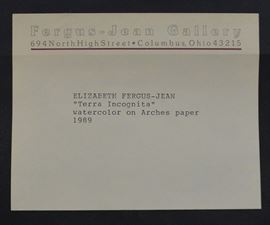 Fergus-Jean Gallery
694 North High Street • Columbus, Ohio 43215
ELIZABETH FERGUS-JEAN
"Terra Incognita"
watercolor on Arches paper
1989